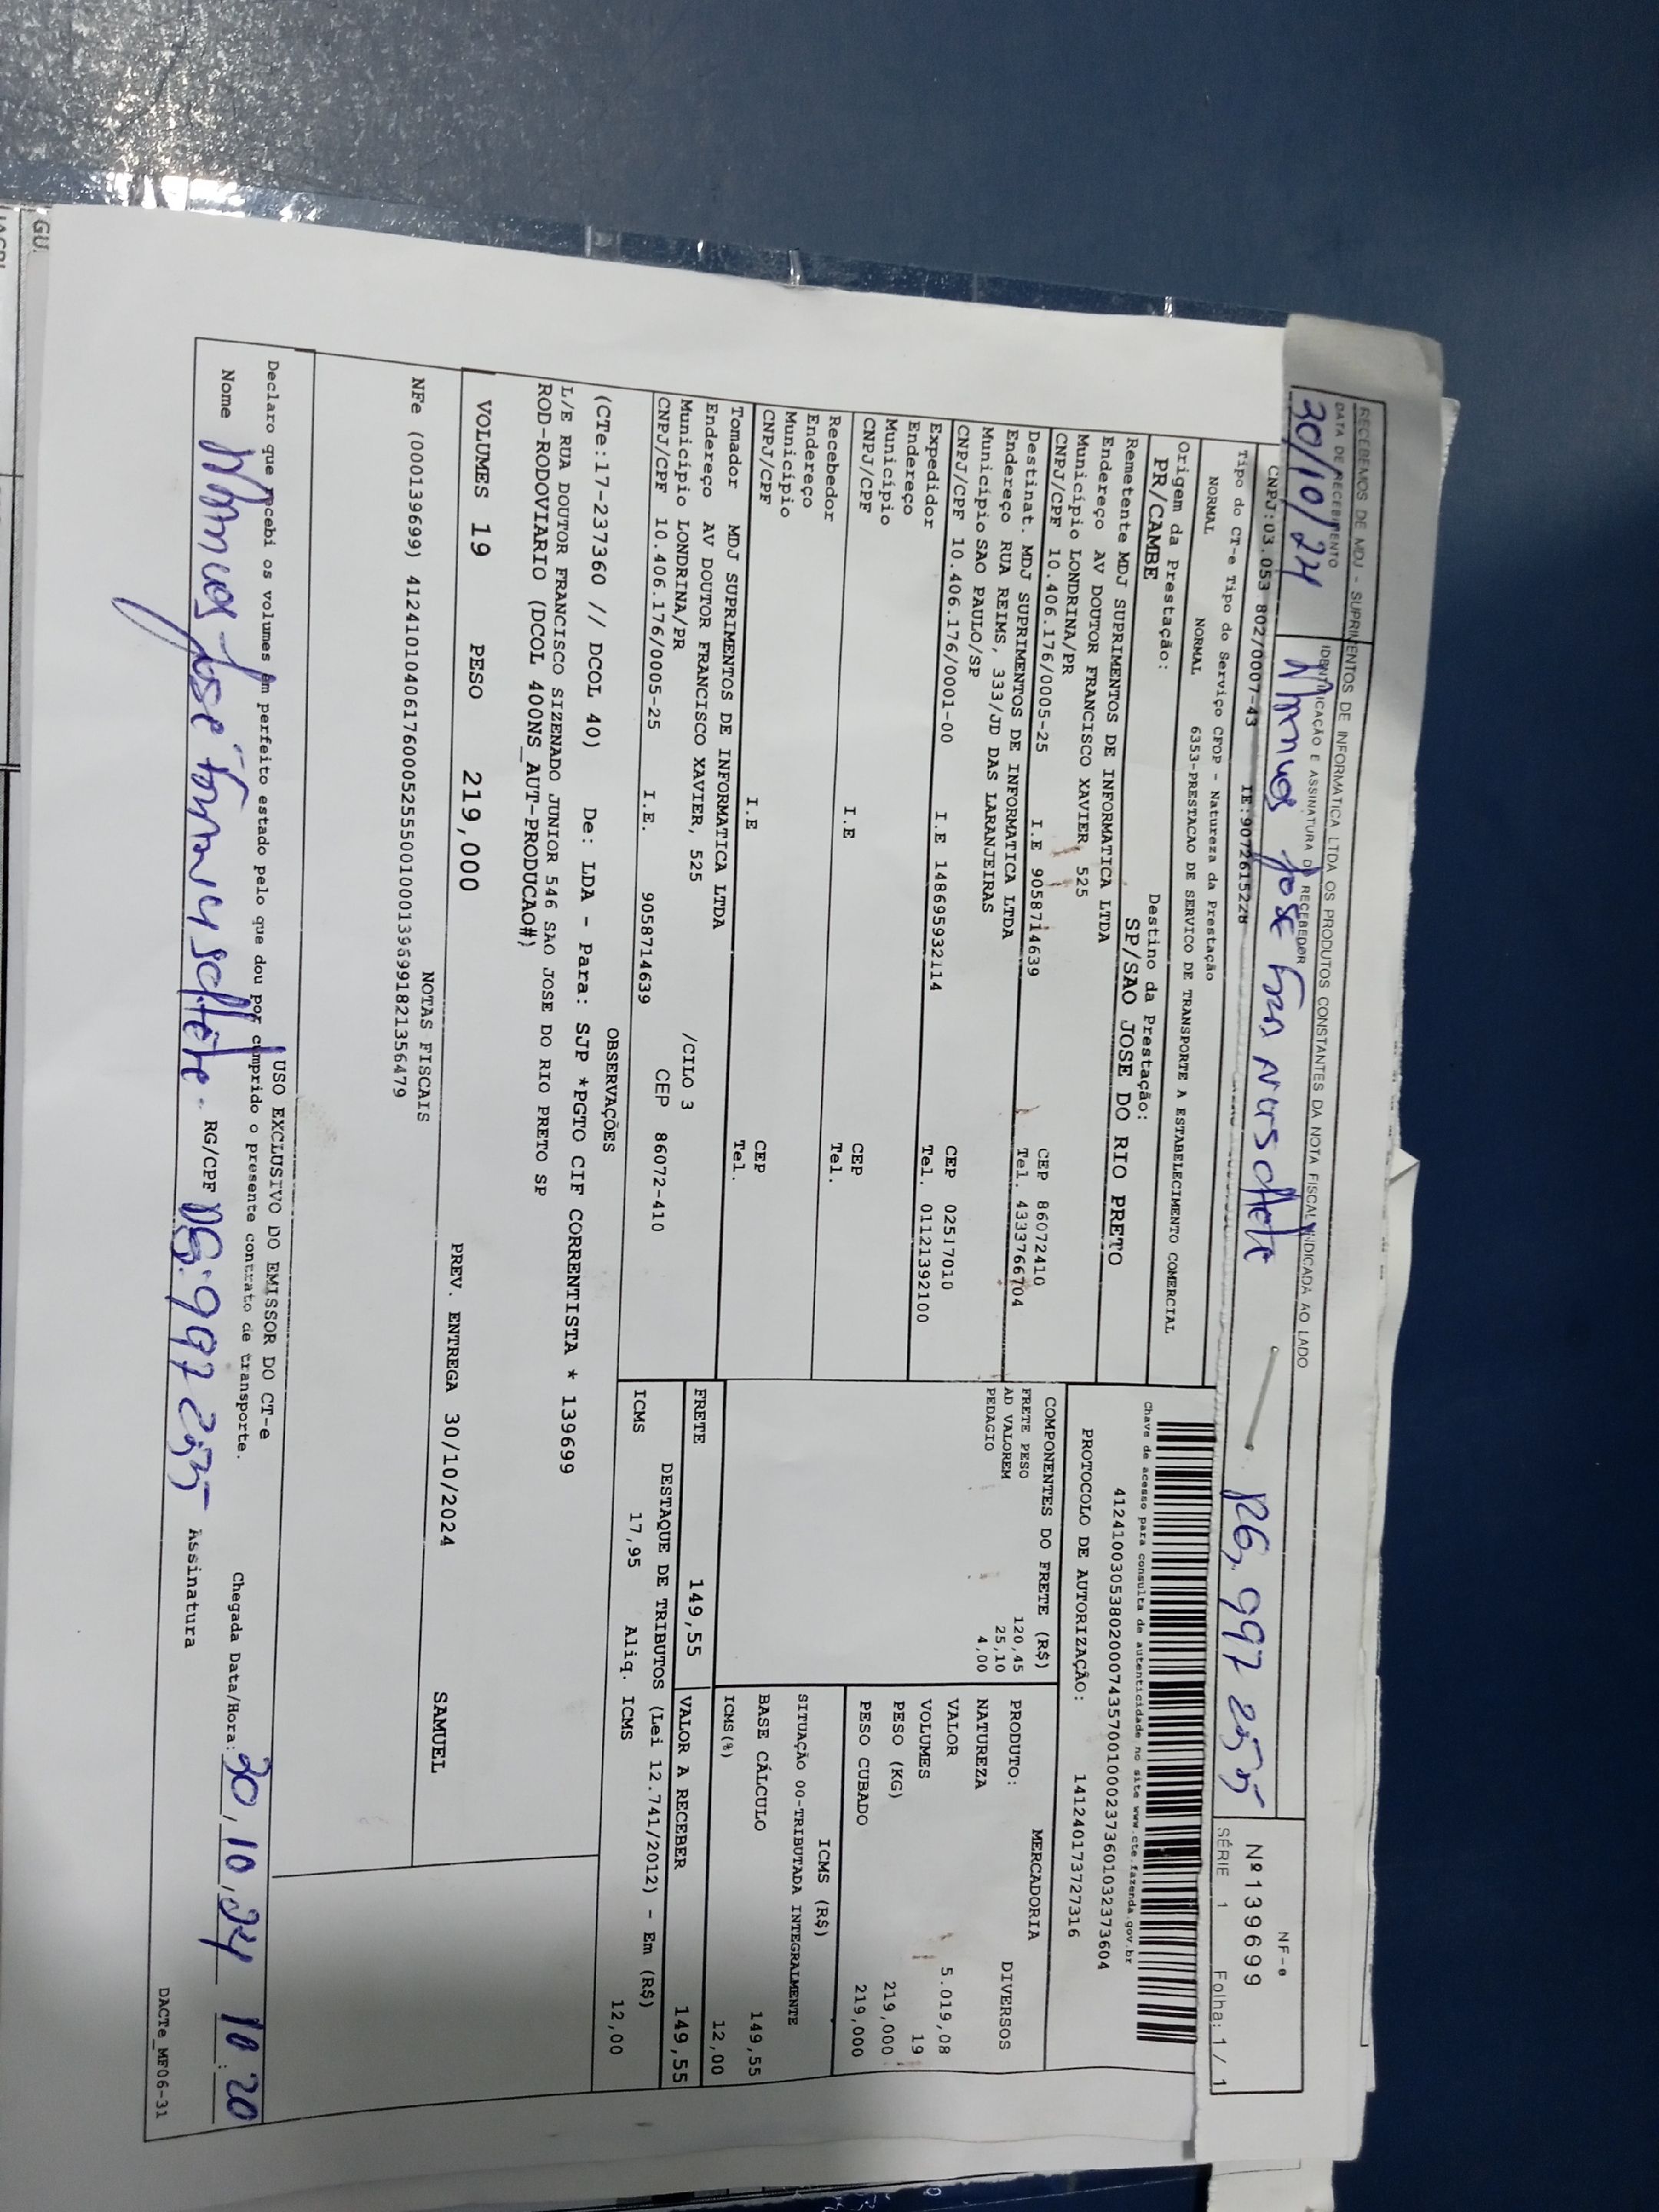 RECEBEMOS DE MDJ - SUPRIMENTOS DE INFORMATICA LTDA OS PRODUTOS CONSTANTES DA NOTA FISCAL INDICADA AO LADO
DATA DE RECEBIMENTO
IDENTIFICAÇÃO E ASSINATURA DO RECEBEDOR
30/10/24
RG. 997 255
NF-e
Nº139699
SÉRIE 1 Folha: 1 / 1
CNPJ:03.053 802/0007-43 IE:9072615228
Tipo do CT-e Tipo do Serviço CFOP - Natureza da Prestação
NORMAL NORMAL 6353-PRESTACAO DE SERVICO DE TRANSPORTE A ESTABELECIMENTO COMERCIAL
Origem da Prestação: Destino da Prestação:
PR/CAMBE SP/SAO JOSE DO RIO PRETO
Remetente MDJ SUPRIMENTOS DE INFORMATICA LTDA
Endereço AV DOUTOR FRANCISCO XAVIER, 525
Município LONDRINA/PR CEP 86072410
CNPJ/CPF 10.406.176/0005-25 I.E 9058714639 Tel. 4333766704
Destinat. MDJ SUPRIMENTOS DE INFORMATICA LTDA
Endereço RUA REIMS, 333/JD DAS LARANJEIRAS
Município SAO PAULO/SP CEP 02517010
CNPJ/CPF 10.406.176/0001-00 I.E 148695932114 Tel. 01121392100
Expedidor
Endereço
Município CEP
CNPJ/CPF I.E Tel.
Recebedor
Endereço
Município CEP
CNPJ/CPF I.E Tel.
Tomador MDJ SUPRIMENTOS DE INFORMATICA LTDA
Endereço AV DOUTOR FRANCISCO XAVIER, 525 /CILO 3
Município LONDRINA/PR CEP 86072-410
CNPJ/CPF 10.406.176/0005-25 I.E. 9058714639
Chave de acesso para consulta de autenticidade no site www.cte.fazenda.gov.br
41241003053802000743570010002373601032373604
PROTOCOLO DE AUTORIZAÇÃO: 141240173727316
COMPONENTES DO FRETE (R$)
FRETE PESO 120,45
AD VALOREM 25,10
PEDAGIO 4,00
MERCADORIA
PRODUTO: DIVERSOS
NATUREZA
VALOR 5.019,08
VOLUMES 19
PESO (KG) 219,000
PESO CUBADO 219,000
ICMS (R$)
SITUAÇÃO 00-TRIBUTADA INTEGRALMENTE
BASE CÁLCULO 149,55
ICMS(%) 12,00
FRETE 149,55 VALOR A RECEBER 149,55
DESTAQUE DE TRIBUTOS (Lei 12.741/2012) - Em (R$)
ICMS 17,95 Aliq. ICMS 12,00
OBSERVAÇÕES
(CTe:17-237360 // DCOL 40) De: LDA - Para: SJP *PGTO CIF CORRENTISTA * 139699
L/E RUA DOUTOR FRANCISCO SIZENADO JUNIOR 546 SAO JOSE DO RIO PRETO SP
ROD-RODOVIARIO (DCOL 400NS_AUT-PRODUCAO#)
VOLUMES 19 PESO 219,000 PREV. ENTREGA 30/10/2024 SAMUEL
NOTAS FISCAIS
NFe (000139699) 41241010406176000525550010001396991821356479
USO EXCLUSIVO DO EMISSOR DO CT-e
Declaro que recebi os volumes em perfeito estado pelo que dou por cumprido o presente contrato de transporte.
Chegada Data/Hora: 30/10/24 10:20
Nome RG/CPF RG. 997 255 Assinatura
DACTe_MF06-31
GU.